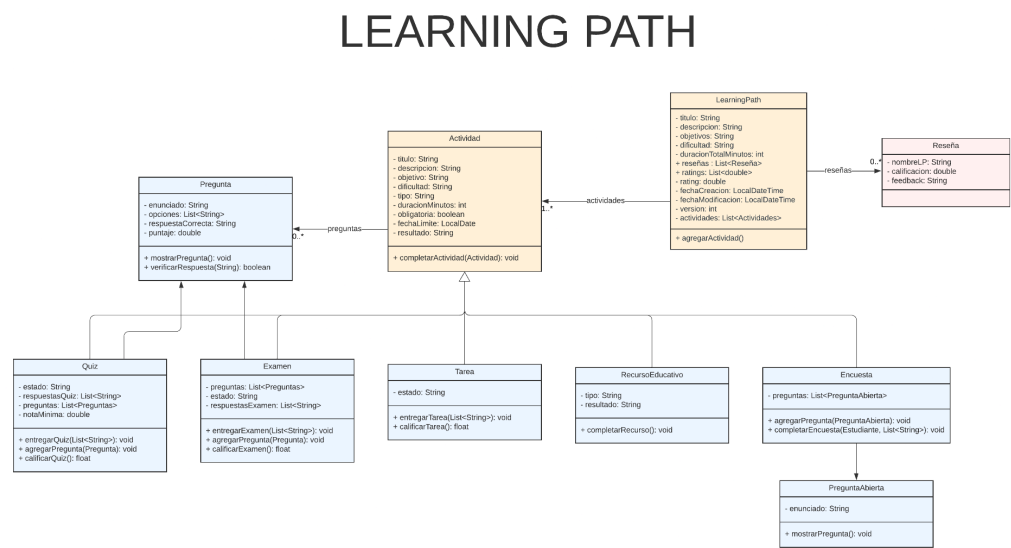 LEARNING PATH
LearningPath
- titulo: String
- descripcion: String
- objetivos: String
- dificultad: String
- duracionTotalMinutos: int
+ reseñas : List<Reseña>
+ ratings: List<double>
- rating: double
- fechaCreacion: LocalDateTime
- fechaModificacion: LocalDateTime
- version: int
- actividades: List<Actividades>
+ agregarActividad()
Actividad
- titulo: String
- descripcion: String
- objetivo: String
- dificultad: String
- tipo: String
- duracionMinutos: int
- obligatoria: boolean
- fechaLimite: LocalDate
- resultado: String
+ completarActividad(Actividad): void
Reseña
- nombreLP: String
- calificacion: double
- feedback: String
reseñas
0..*
actividades
1..*
Pregunta
- enunciado: String
- opciones: List<String>
- respuestaCorrecta: String
- puntaje: double
+ mostrarPregunta(): void
+ verificarRespuesta(String): boolean
preguntas
0..*
Quiz
- estado: String
- respuestasQuiz: List<String>
- preguntas: List<Preguntas>
- notaMinima: double
+ entregarQuiz(List<String>): void
+ agregarPregunta(Pregunta): void
+ calificarQuiz(): float
Examen
- preguntas: List<Preguntas>
- estado: String
- respuestasExamen: List<String>
+ entregarExamen(List<String>): void
+ agregarPregunta(Pregunta): void
+ calificarExamen(): float
Tarea
- estado: String
+ entregarTarea(List<String>): void
+ calificarTarea(): float
RecursoEducativo
- tipo: String
- resultado: String
+ completarRecurso(): void
Encuesta
- preguntas: List<PreguntaAbierta>
+ agregarPregunta(PreguntaAbierta): void
+ completarEncuesta(Estudiante, List<String>): void
PreguntaAbierta
- enunciado: String
+ mostrarPregunta(): void